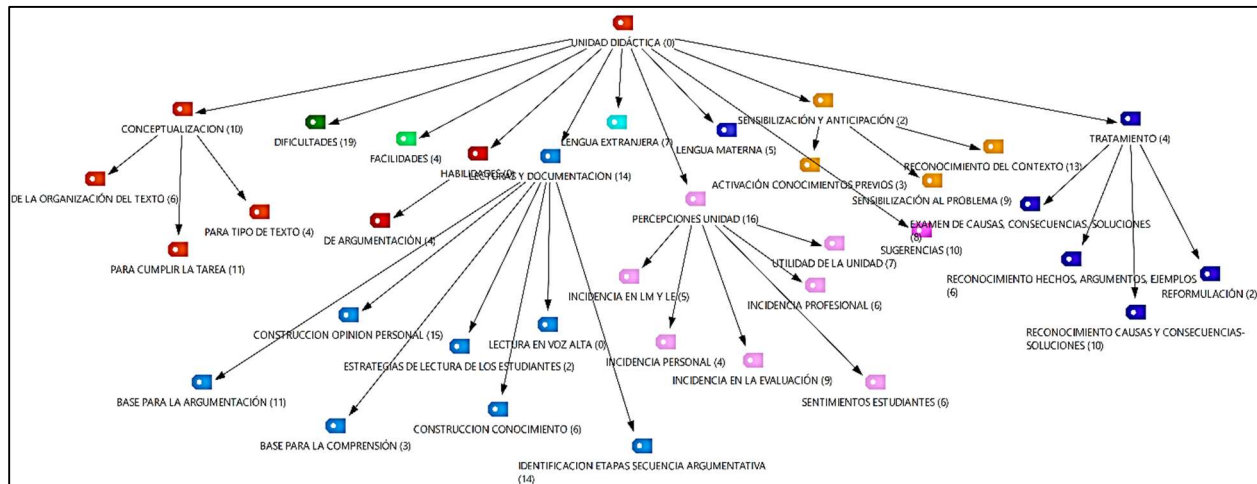 UNIDAD DIDÁCTICA (0)
CONCEPTUALIZACION (10)
DIFICULTADES (19)
FACILIDADES (4)
HABILIDADES (0)
LECTURAS Y DOCUMENTACION (14)
LENGUA EXTRANJERA (7)
LENGUA MATERNA (5)
SENSIBILIZACIÓN Y ANTICIPACIÓN (2)
TRATAMIENTO (4)
RECONOCIMIENTO DEL CONTEXTO (13)
ACTIVACIÓN CONOCIMIENTOS PREVIOS (3)
SENSIBILIZACIÓN AL PROBLEMA (9)
DE LA ORGANIZACIÓN DEL TEXTO (6)
PARA TIPO DE TEXTO (4)
PARA CUMPLIR LA TAREA (11)
DE ARGUMENTACIÓN (4)
PERCEPCIONES UNIDAD (16)
EXAMEN DE CAUSAS, CONSECUENCIAS, SOLUCIONES
(8)
SUGERENCIAS (10)
UTILIDAD DE LA UNIDAD (7)
RECONOCIMIENTO HECHOS, ARGUMENTOS, EJEMPLOS
(6)
REFORMULACIÓN (2)
INCIDENCIA EN LM Y LE (5)
INCIDENCIA PROFESIONAL (6)
CONSTRUCCION OPINION PERSONAL (15)
LECTURA EN VOZ ALTA (0)
RECONOCIMIENTO CAUSAS Y CONSECUENCIAS-
SOLUCIONES (10)
ESTRATEGIAS DE LECTURA DE LOS ESTUDIANTES (2)
INCIDENCIA PERSONAL (4)
INCIDENCIA EN LA EVALUACIÓN (9)
SENTIMIENTOS ESTUDIANTES (6)
BASE PARA LA ARGUMENTACIÓN (11)
BASE PARA LA COMPRENSIÓN (3)
CONSTRUCCION CONOCIMIENTO (6)
IDENTIFICACION ETAPAS SECUENCIA ARGUMENTATIVA
(14)